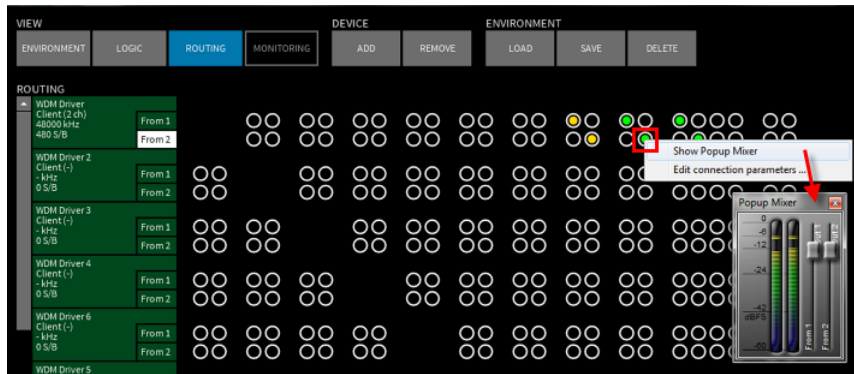 VIEW DEVICE ENVIRONMENT
ENVIRONMENT LOGIC ROUTING MONITORING ADD REMOVE LOAD SAVE DELETE
ROUTING
WDM Driver
Client (2 ch)
48000 kHz
480 S/B
From 1
From 2
Show Popup Mixer
Edit connection parameters ...
WDM Driver 2
Client (-)
- kHz
0 S/B
From 1
From 2
Popup Mixer
0
-6
-12
-24
-42
dBFS
-60
From 1
From 2
out 2
WDM Driver 3
Client (-)
- kHz
0 S/B
From 1
From 2
WDM Driver 4
Client (-)
- kHz
0 S/B
From 1
From 2
WDM Driver 6
Client (-)
- kHz
0 S/B
From 1
From 2
WDM Driver 5